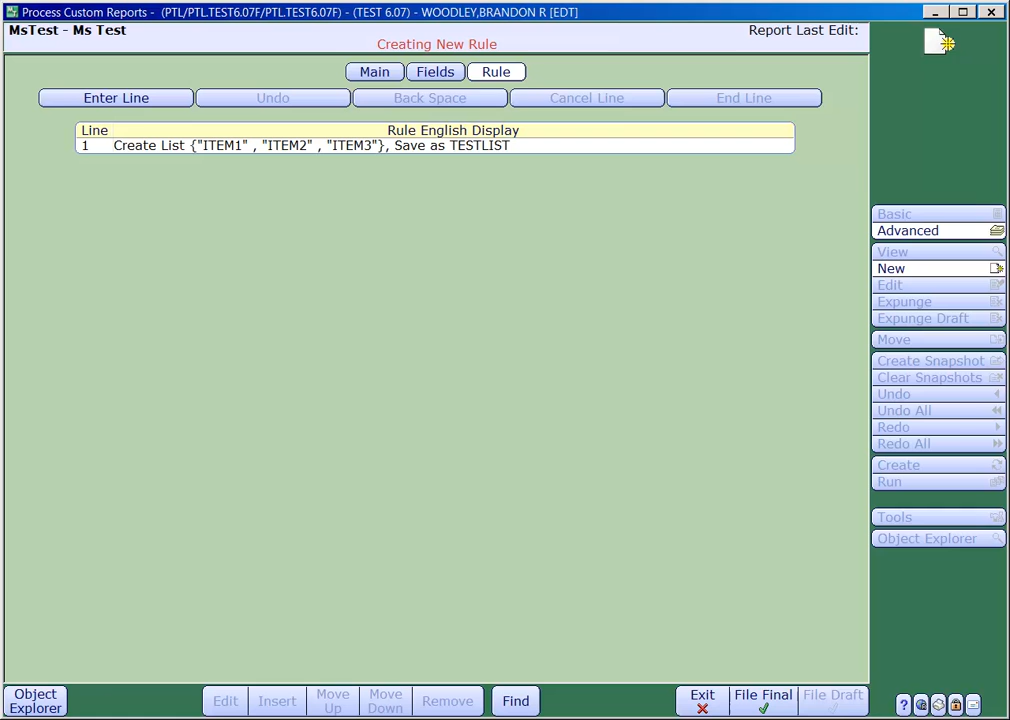 Process Custom Reports - (PTL/PTL.TEST6.07F/PTL.TEST6.07F) - (TEST 6.07) - WOODLEY,BRANDON R [EDT]
MsTest - Ms Test
Report Last Edit:
Creating New Rule
Main Fields Rule
Enter Line Undo Back Space Cancel Line End Line
Line Rule English Display
1 Create List {"ITEM1" , "ITEM2" , "ITEM3"}, Save as TESTLIST
Basic
Advanced
View
New
Edit
Expunge
Expunge Draft
Move
Create Snapshot
Clear Snapshots
Undo
Undo All
Redo
Redo All
Create
Run
Tools
Object Explorer
Object
Explorer
Edit
Insert
Move
Up
Move
Down
Remove
Find
Exit
File Final
File Draft
?